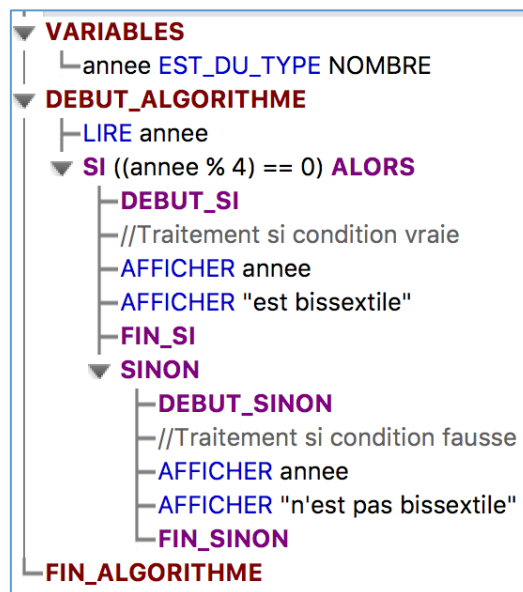 VARIABLES
annee EST_DU_TYPE NOMBRE
DEBUT_ALGORITHME
LIRE annee
SI ((annee % 4) == 0) ALORS
DEBUT_SI
//Traitement si condition vraie
AFFICHER annee
AFFICHER "est bissextile"
FIN_SI
SINON
DEBUT_SINON
//Traitement si condition fausse
AFFICHER annee
AFFICHER "n'est pas bissextile"
FIN_SINON
FIN_ALGORITHME